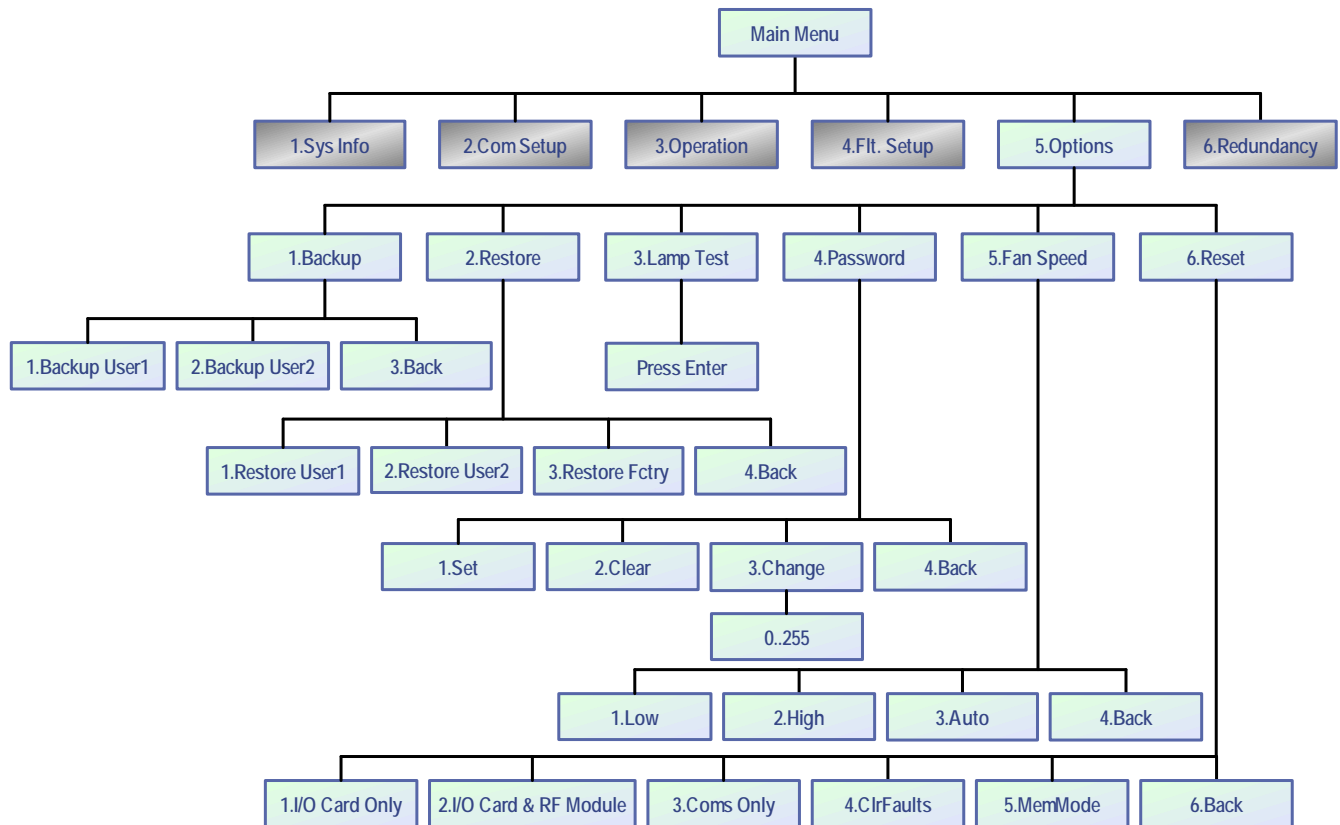 Main Menu
1.Sys Info
2.Com Setup
3.Operation
4.Flt. Setup
5.Options
6.Redundancy
1.Backup
2.Restore
3.Lamp Test
4.Password
5.Fan Speed
6.Reset
1.Backup User1
2.Backup User2
3.Back
Press Enter
1.Restore User1
2.Restore User2
3.Restore Fctry
4.Back
1.Set
2.Clear
3.Change
4.Back
0..255
1.Low
2.High
3.Auto
4.Back
1.I/O Card Only
2.I/O Card & RF Module
3.Coms Only
4.ClrFaults
5.MemMode
6.Back